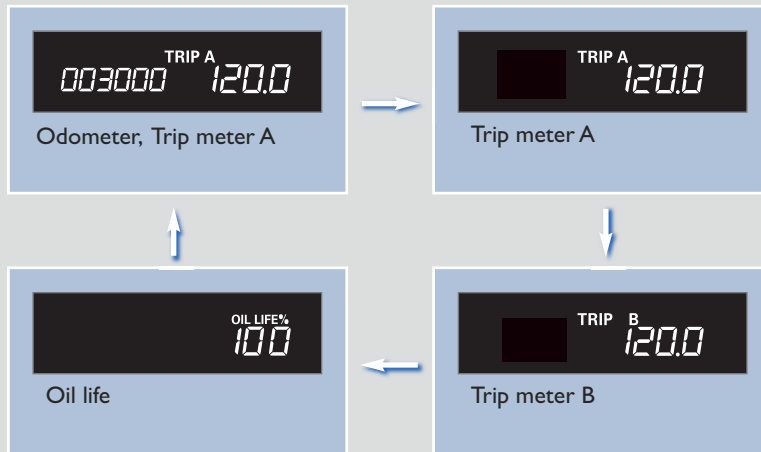 TRIP A
003000 120.0
Odometer, Trip meter A
TRIP A
120.0
Trip meter A
TRIP B
120.0
Trip meter B
OIL LIFE%
100
Oil life